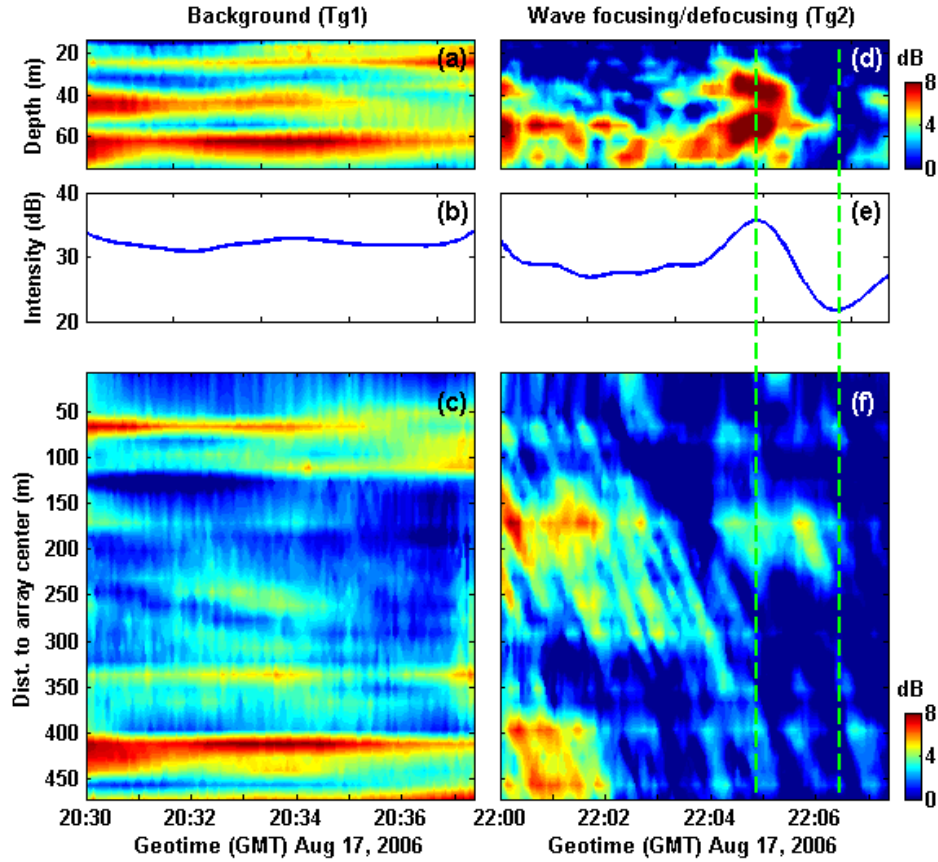 Background (Tg1)
Wave focusing/defocusing (Tg2)
Depth (m)
20
40
60
(a)
(d)
dB
8
0
Intensity (dB)
40
30
20
(b)
(e)
Dist. to array center (m)
50
100
150
200
250
300
350
400
450
(c)
(f)
dB
8
0
20:30 20:32 20:34 20:36
22:00 22:02 22:04 22:06
Geotime (GMT) Aug 17, 2006
Geotime (GMT) Aug 17, 2006